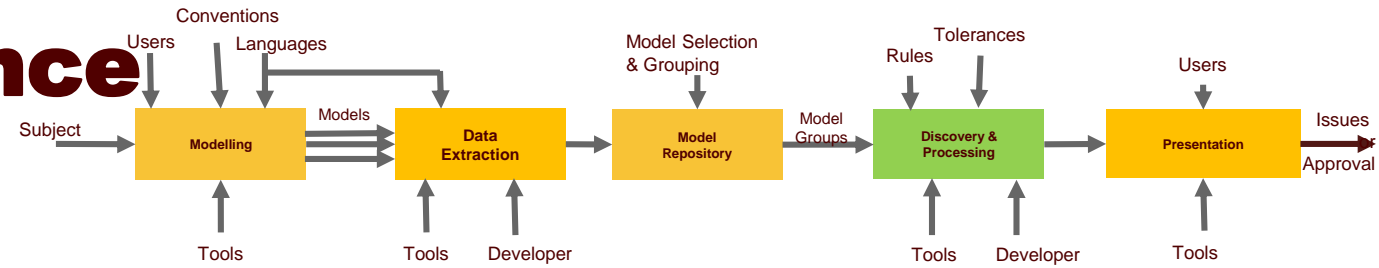 nce
Conventions
Users
Languages
Model Selection
& Grouping
Tolerances
Rules
Users
Subject
Modelling
Models
Data
Extraction
Model
Repository
Model
Groups
Discovery &
Processing
Presentation
Issues
or
Approval
Tools
Tools
Developer
Tools
Developer
Tools